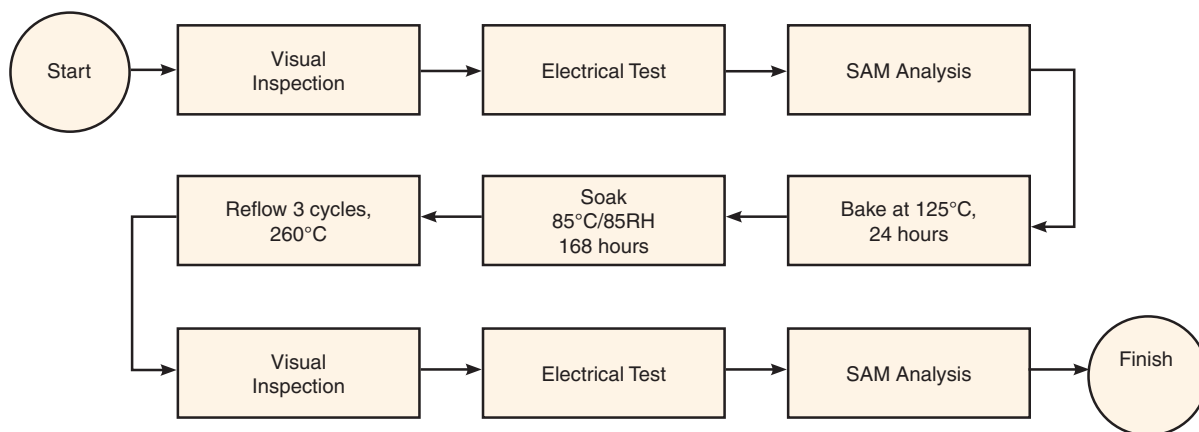 Start
Visual
Inspection
Electrical Test
SAM Analysis
Bake at 125°C,
24 hours
Soak
85°C/85RH
168 hours
Reflow 3 cycles,
260°C
Visual
Inspection
Electrical Test
SAM Analysis
Finish